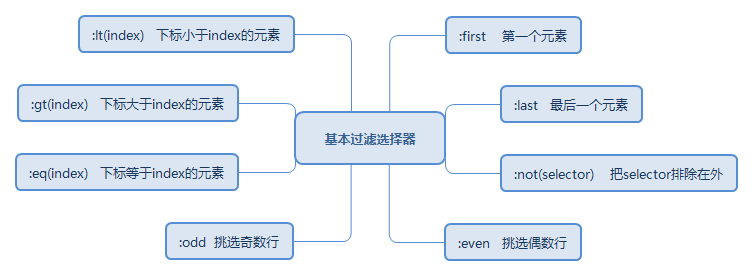 :lt(index) 下标小于index的元素
:first 第一个元素
:gt(index) 下标大于index的元素
:last 最后一个元素
基本过滤选择器
:eq(index) 下标等于index的元素
:not(selector) 把selector排除在外
:odd 挑选奇数行
:even 挑选偶数行